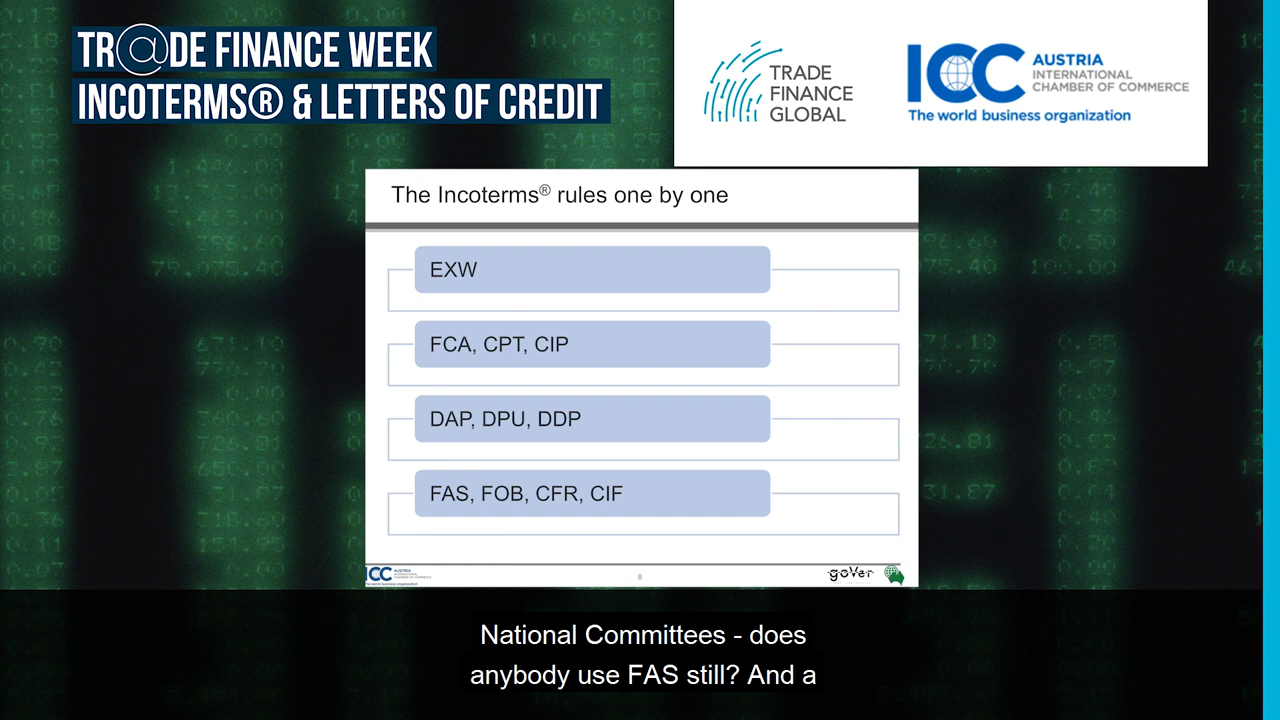 TR@DE FINANCE WEEK
INCOTERMS® & LETTERS OF CREDIT
TRADE
FINANCE
GLOBAL
ICC AUSTRIA
INTERNATIONAL
CHAMBER OF COMMERCE
The world business organization
The Incoterms® rules one by one
EXW
FCA, CPT, CIP
DAP, DPU, DDP
FAS, FOB, CFR, CIF
ICC
8
goVer
National Committees - does
anybody use FAS still? And a